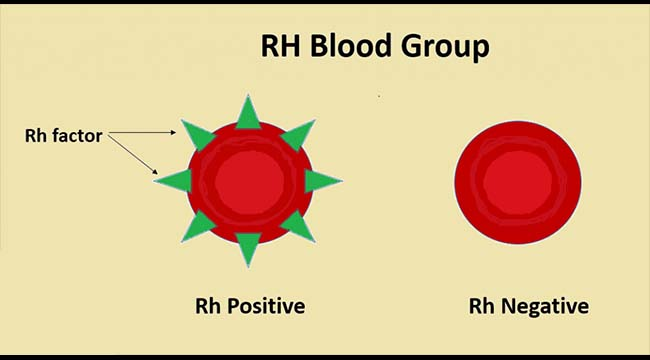 RH Blood Group
Rh factor
Rh Positive
Rh Negative